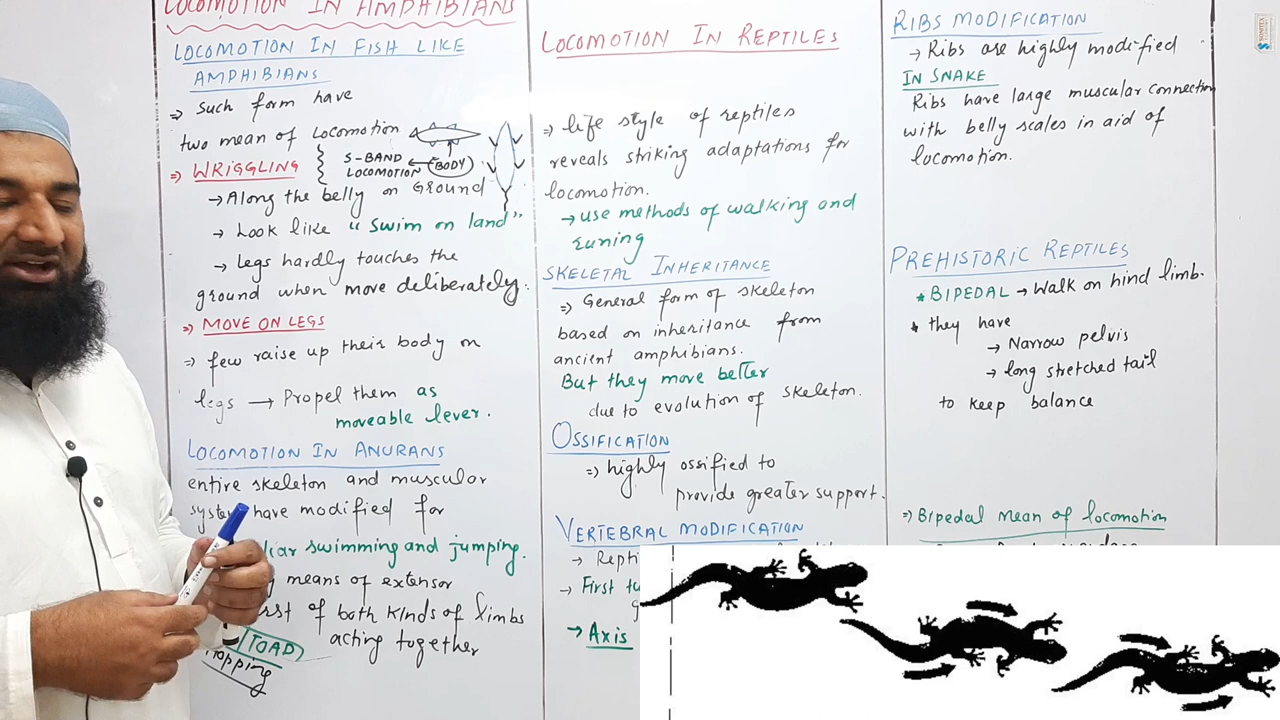 LOCOMOTION IN AMPHIBIANS
LOCOMOTION IN FISH LIKE
AMPHIBIANS
⇒ Such form have
two mean of Locomotion
⇒ WRIGGLING
S-BAND
LOCOMOTION
BODY
→ Along the belly on Ground
→ Look like "Swim on land"
→ Legs hardly touches the
ground when move deliberately.
⇒ MOVE ON LEGS
⇒ few raise up their body on
legs → Propel them as
moveable lever.
LOCOMOTION IN ANURANS
entire skeleton and muscular
have modified for
swimming and jumping.
means of extensor
of both kinds of limbs
acting together
TOAD
LOCOMOTION IN REPTILES
⇒ life style of reptiles
reveals striking adaptations for
locomotion.
→ use methods of walking and
runing
SKELETAL INHERITANCE
⇒ General form of skeleton
based on inheritance from
ancient amphibians.
But they move better
due to evolution of skeleton.
OSSIFICATION
⇒ highly ossified to
provide greater support.
VERTEBRAL MODIFICATION
→ First
→ Axis
RIBS MODIFICATION
→ Ribs are highly modified
IN SNAKE
Ribs have large muscular connection
with belly scales in aid of
locomotion.
PREHISTORIC REPTILES
* BIPEDAL → Walk on hind limb.
* they have
→ Narrow pelvis
→ long stretched tail
to keep balance
⇒ Bipedal mean of locomotion